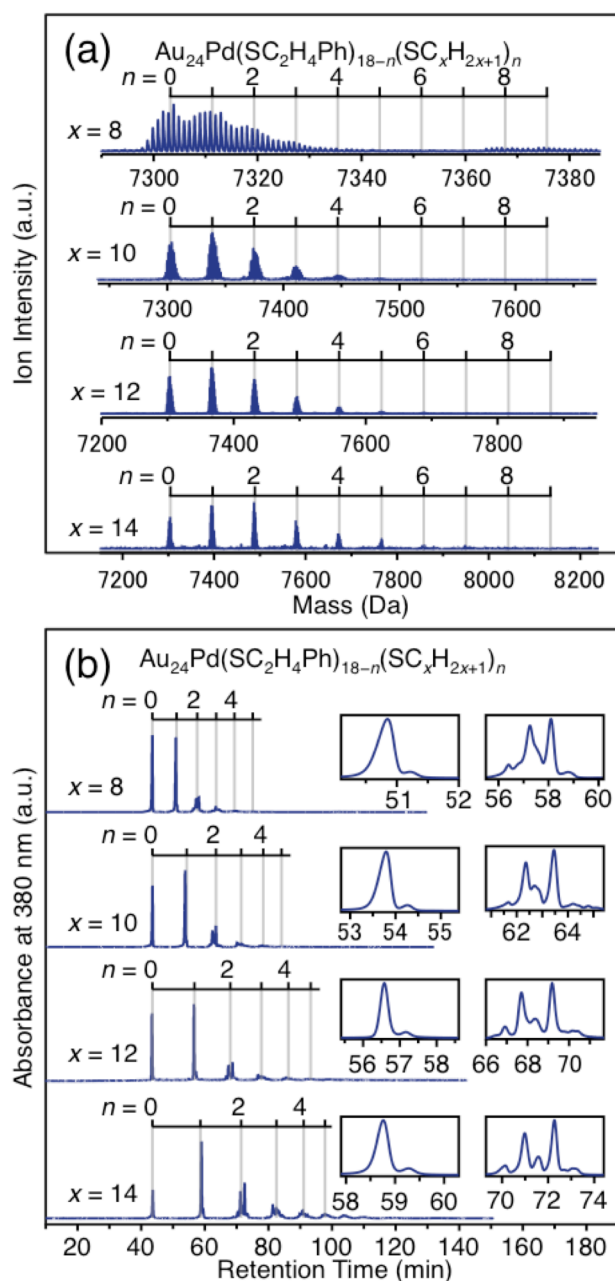 (a)
Au24Pd(SC2H4Ph)18−n(SCxH2x+1)n
n = 0 2 4 6 8
x = 8
7300 7320 7340 7360 7380
n = 0 2 4 6 8
x = 10
7300 7400 7500 7600
n = 0 2 4 6 8
x = 12
7200 7400 7600 7800
n = 0 2 4 6 8
x = 14
7200 7400 7600 7800 8000 8200
Mass (Da)
Ion Intensity (a.u.)
(b)
Au24Pd(SC2H4Ph)18−n(SCxH2x+1)n
n = 0 2 4
x = 8
51 52
56 58 60
n = 0 2 4
x = 10
53 54 55
62 64
n = 0 2 4
x = 12
56 57 58
66 68 70
n = 0 2 4
x = 14
58 59 60
70 72 74
20 40 60 80 100 120 140 160 180
Retention Time (min)
Absorbance at 380 nm (a.u.)